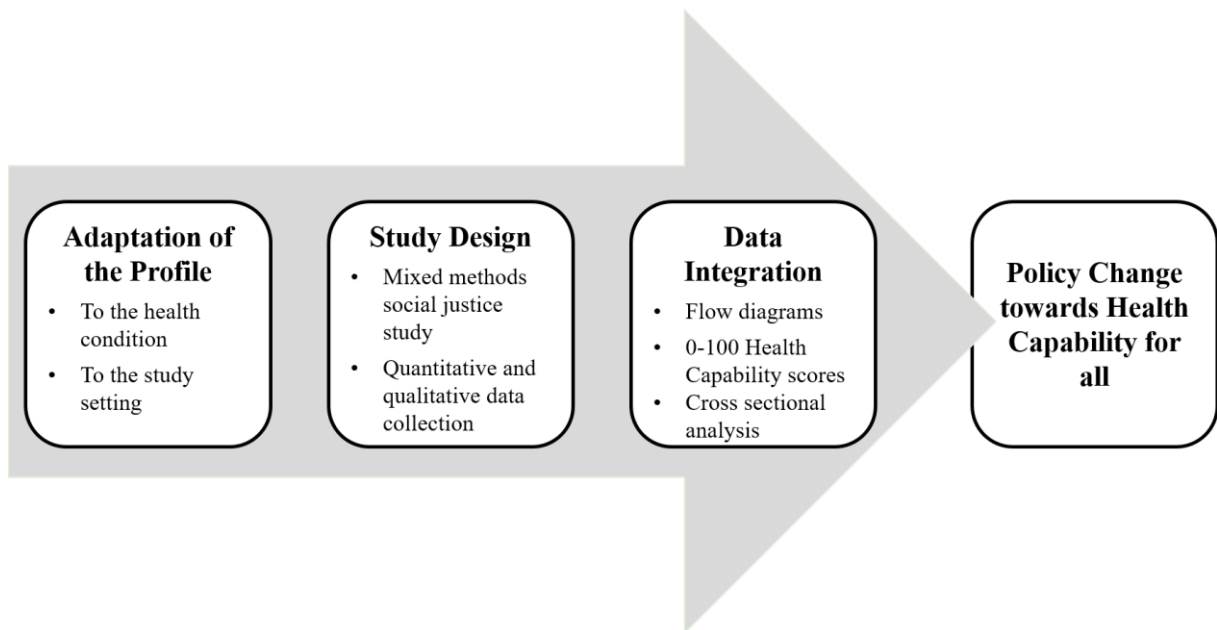 Adaptation of
the Profile
• To the health
condition
• To the study
setting
Study Design
• Mixed methods
social justice
study
• Quantitative and
qualitative data
collection
Data
Integration
• Flow diagrams
• 0-100 Health
Capability scores
• Cross sectional
analysis
Policy Change
towards Health
Capability for
all